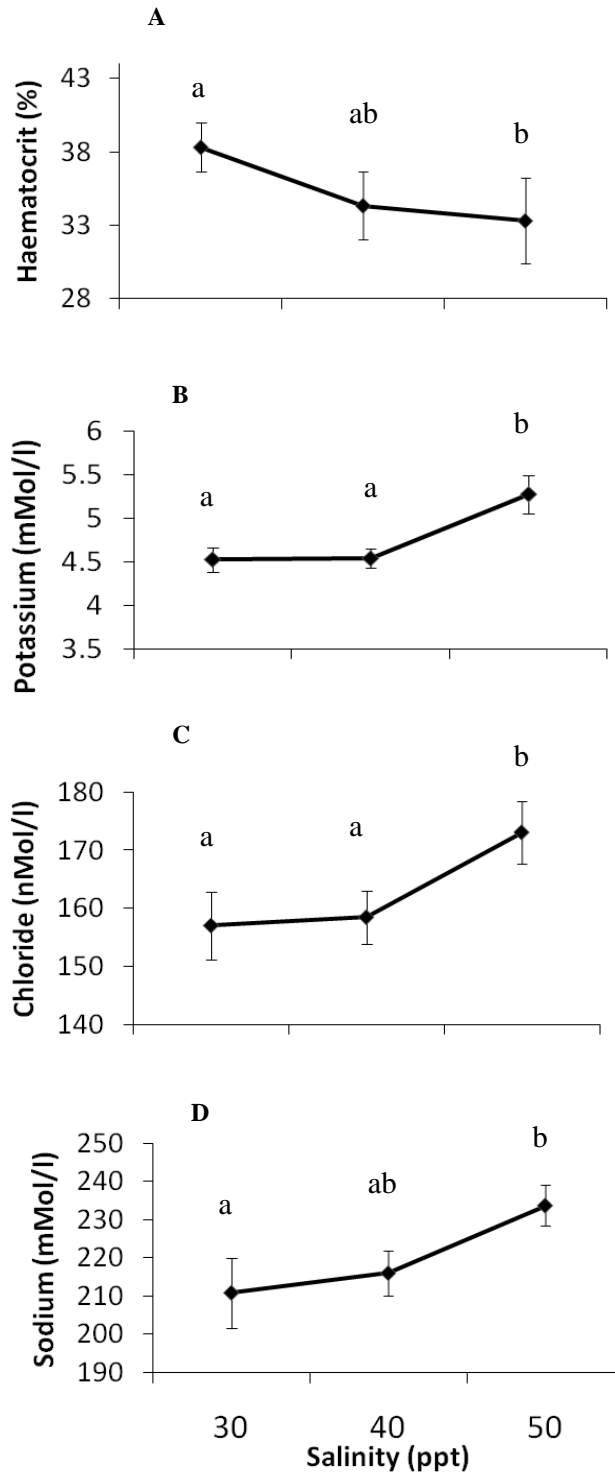 A
Haematocrit (%)
43
38
33
28
a
ab
b
B
Potassium (mMol/l)
6
5.5
5
4.5
4
3.5
a
a
b
C
Chloride (nMol/l)
180
170
160
150
140
a
a
b
D
Sodium (mMol/l)
250
240
230
220
210
200
190
a
ab
b
30 40 50
Salinity (ppt)